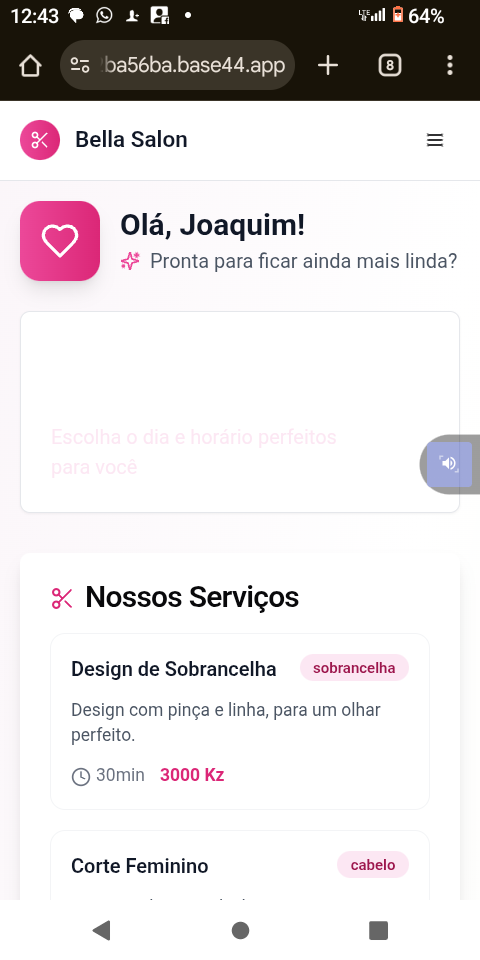 12:43
LTE
64%
ba56ba.base44.app
8
Bella Salon
Olá, Joaquim!
Pronta para ficar ainda mais linda?
Escolha o dia e horário perfeitos
para você
Nossos Serviços
Design de Sobrancelha
sobrancelha
Design com pinça e linha, para um olhar
perfeito.
30min
3000 Kz
Corte Feminino
cabelo